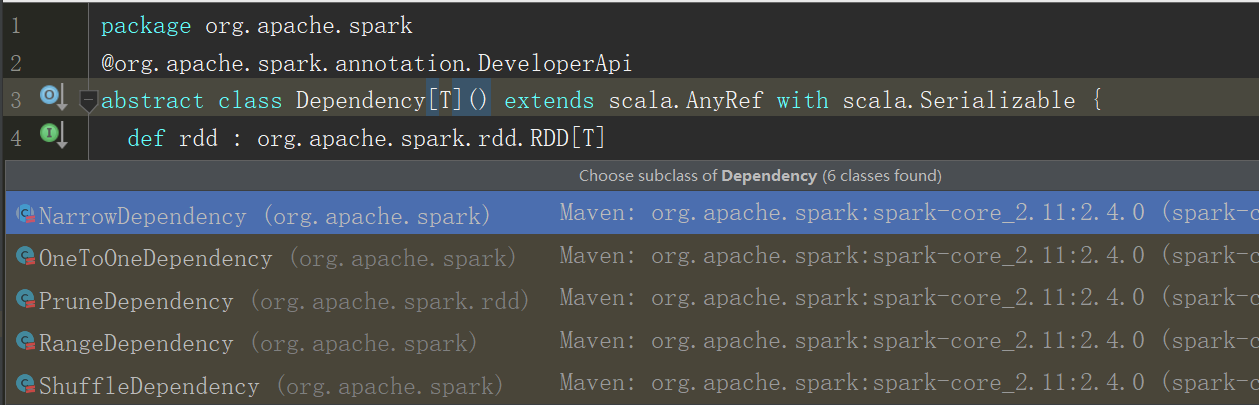 1 package org.apache.spark
2 @org.apache.spark.annotation.DeveloperApi
3 abstract class Dependency[T]() extends scala.AnyRef with scala.Serializable {
4 def rdd : org.apache.spark.rdd.RDD[T]
Choose subclass of Dependency (6 classes found)
NarrowDependency (org.apache.spark) Maven: org.apache.spark:spark-core_2.11:2.4.0 (spark-c
OneToOneDependency (org.apache.spark) Maven: org.apache.spark:spark-core_2.11:2.4.0 (spark-c
PruneDependency (org.apache.spark.rdd) Maven: org.apache.spark:spark-core_2.11:2.4.0 (spark-c
RangeDependency (org.apache.spark) Maven: org.apache.spark:spark-core_2.11:2.4.0 (spark-c
ShuffleDependency (org.apache.spark) Maven: org.apache.spark:spark-core_2.11:2.4.0 (spark-c